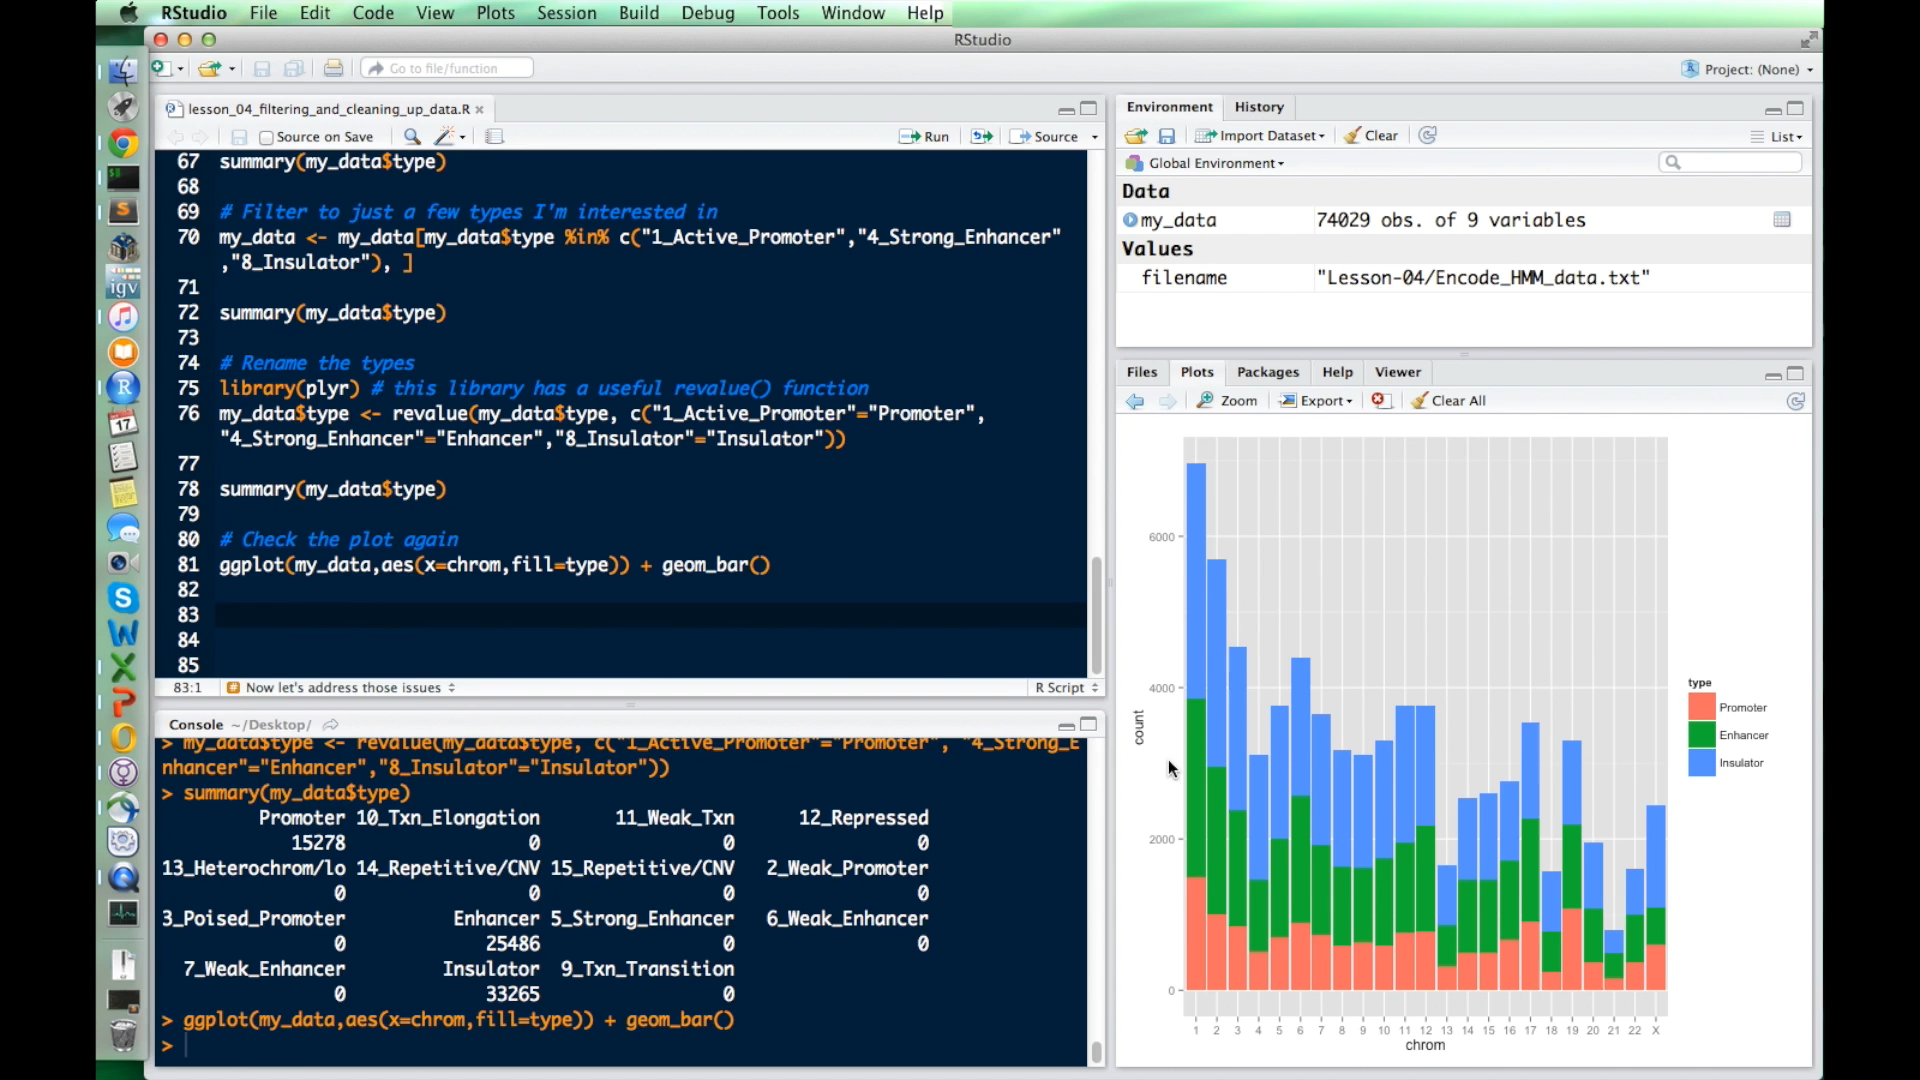 RStudio File Edit Code View Plots Session Build Debug Tools Window Help
RStudio
Go to file/function
Project: (None)
lesson_04_filtering_and_cleaning_up_data.R
Source on Save Run Source
67 summary(my_data$type)
68
69 # Filter to just a few types I'm interested in
70 my_data <- my_data[my_data$type %in% c("1_Active_Promoter","4_Strong_Enhancer"
,"8_Insulator"), ]
71
72 summary(my_data$type)
73
74 # Rename the types
75 library(plyr) # this library has a useful revalue() function
76 my_data$type <- revalue(my_data$type, c("1_Active_Promoter"="Promoter",
"4_Strong_Enhancer"="Enhancer","8_Insulator"="Insulator"))
77
78 summary(my_data$type)
79
80 # Check the plot again
81 ggplot(my_data,aes(x=chrom,fill=type)) + geom_bar()
82
83
84
85
83:1 # Now let's address those issues R Script
Console ~/Desktop/
> my_data$type <- revalue(my_data$type, c("1_Active_Promoter"="Promoter", "4_Strong_E
nhancer"="Enhancer","8_Insulator"="Insulator"))
> summary(my_data$type)
Promoter 10_Txn_Elongation 11_Weak_Txn 12_Repressed
15278 0 0 0
13_Heterochrom/lo 14_Repetitive/CNV 15_Repetitive/CNV 2_Weak_Promoter
0 0 0 0
3_Poised_Promoter Enhancer 5_Strong_Enhancer 6_Weak_Enhancer
0 25486 0 0
7_Weak_Enhancer Insulator 9_Txn_Transition
0 33265 0
> ggplot(my_data,aes(x=chrom,fill=type)) + geom_bar()
>
Environment History
Import Dataset Clear List
Global Environment
Data
my_data 74029 obs. of 9 variables
Values
filename "Lesson-04/Encode_HMM_data.txt"
Files Plots Packages Help Viewer
Zoom Export Clear All
6000
4000
2000
0
count
1 2 3 4 5 6 7 8 9 10 11 12 13 14 15 16 17 18 19 20 21 22 X
chrom
type
Promoter
Enhancer
Insulator
igv
17